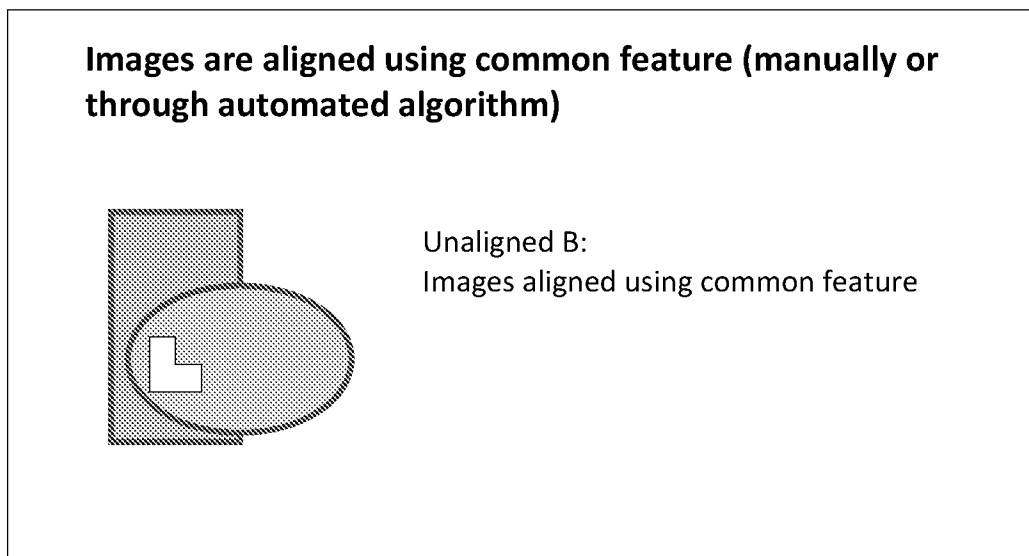 Images are aligned using common feature (manually or
through automated algorithm)
Unaligned B:
Images aligned using common feature